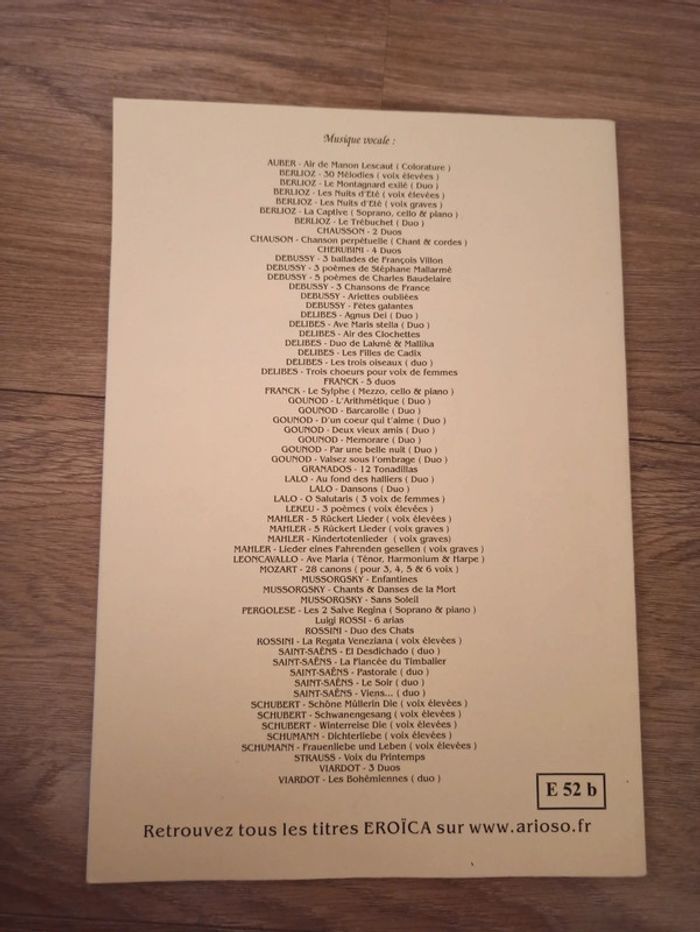 Musique vocale :
AUBER - Air de Manon Lescaut ( Colorature )
BERLIOZ - 30 Mélodies ( voix élevées )
BERLIOZ - Le Montagnard exilé ( Duo )
BERLIOZ - Les Nuits d'Eté ( voix élevées )
BERLIOZ - Les Nuits d'Eté ( voix graves )
BERLIOZ - La Captive ( Soprano, cello & piano )
BERLIOZ - Le Trébuchet ( Duo )
CHAUSSON - 2 Duos
CHAUSON - Chanson perpétuelle ( Chant & cordes )
CHERUBINI - 4 Duos
DEBUSSY - 3 ballades de François Villon
DEBUSSY - 3 poèmes de Stéphane Mallarmé
DEBUSSY - 5 poèmes de Charles Baudelaire
DEBUSSY - 3 Chansons de France
DEBUSSY - Ariettes oubliées
DEBUSSY - Fêtes galantes
DELIBES - Agnus Dei ( Duo )
DELIBES - Ave Maris stella ( Duo )
DELIBES - Air des Clochettes
DELIBES - Duo de Lakmé & Mallika
DELIBES - Les Filles de Cadix
DELIBES - Les trois oiseaux ( duo )
DELIBES - Trois choeurs pour voix de femmes
FRANCK - 5 duos
FRANCK - Le Sylphe ( Mezzo, cello & piano )
GOUNOD - L'Arithmétique ( Duo )
GOUNOD - Barcarolle ( Duo )
GOUNOD - D'un coeur qui t'aime ( Duo )
GOUNOD - Deux vieux amis ( Duo )
GOUNOD - Memorare ( Duo )
GOUNOD - Par une belle nuit ( Duo )
GOUNOD - Valsez sous l'ombrage ( Duo )
GRANADOS - 12 Tonadillas
LALO - Au fond des halliers ( Duo )
LALO - Dansons ( Duo )
LALO - O Salutaris ( 3 voix de femmes )
LEKEU - 3 poèmes ( voix élevées )
MAHLER - 5 Rückert Lieder ( voix élevées )
MAHLER - 5 Rückert Lieder ( voix graves )
MAHLER - Kindertotenlieder ( voix graves)
MAHLER - Lieder eines Fahrenden gesellen ( voix graves )
LEONCAVALLO - Ave Maria ( Ténor, Harmonium & Harpe )
MOZART - 28 canons ( pour 3, 4, 5 & 6 voix )
MUSSORGSKY - Enfantines
MUSSORGSKY - Chants & Danses de la Mort
MUSSORGSKY - Sans Soleil
PERGOLESE - Les 2 Salve Regina ( Soprano & piano )
Luigi ROSSI - 6 arias
ROSSINI - Duo des Chats
ROSSINI - La Regata Veneziana ( voix élevées )
SAINT-SAËNS - El Desdichado ( duo )
SAINT-SAËNS - La Fiancée du Timbalier
SAINT-SAËNS - Pastorale ( duo )
SAINT-SAËNS - Le Soir ( duo )
SAINT-SAËNS - Viens... ( duo )
SCHUBERT - Schöne Müllerin Die ( voix élevées )
SCHUBERT - Schwanengesang ( voix élevées )
SCHUBERT - Winterreise Die ( voix élevées )
SCHUMANN - Dichterliebe ( voix élevées )
SCHUMANN - Frauenliebe und Leben ( voix élevées )
STRAUSS - Voix du Printemps
VIARDOT - 3 Duos
VIARDOT - Les Bohémiennes ( duo )
E 52 b
Retrouvez tous les titres EROÏCA sur www.arioso.fr